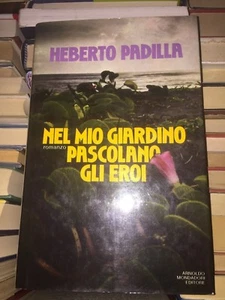 HEBERTO PADILLA
NEL MIO GIARDINO
romanzo PASCOLANO
GLI EROI
ARNOLDO
MONDADORI
EDITORE